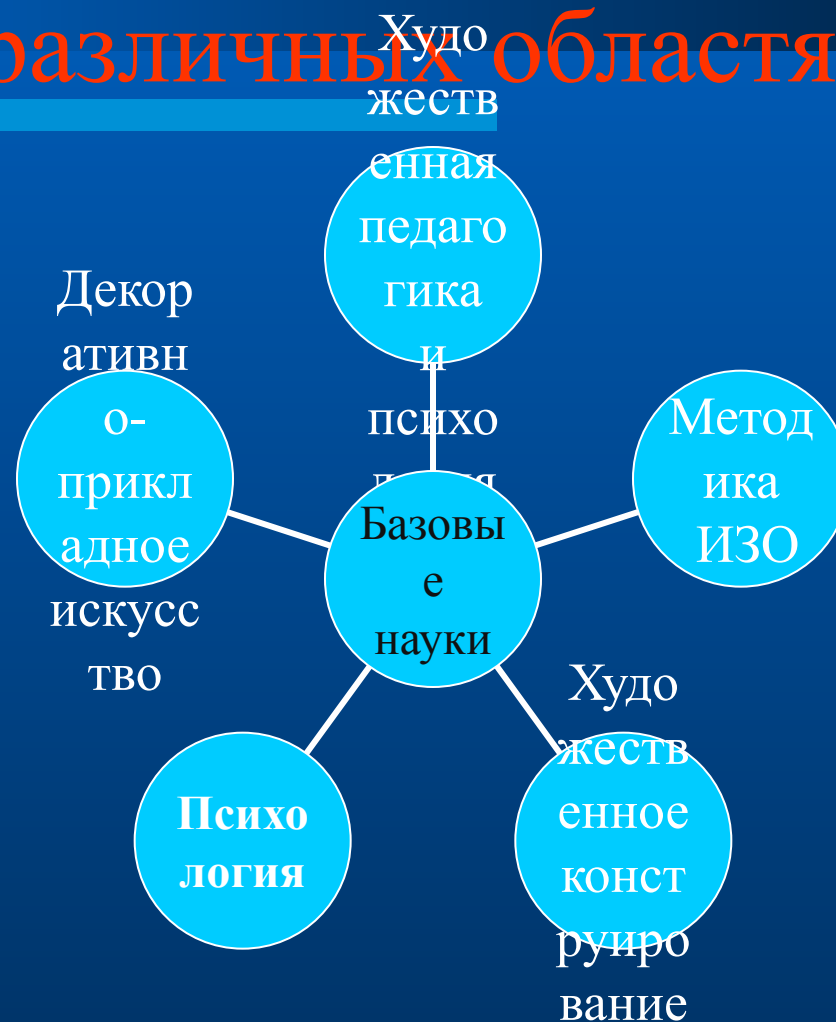 различных областя
Худо
жеств
енная
педаго
гика
и
психо
Декор
ативн
о-
прикл
адное
искусс
тво
Метод
ика
ИЗО
Базовы
е
науки
Психо
логия
Худо
жеств
енное
конст
руиро
вание